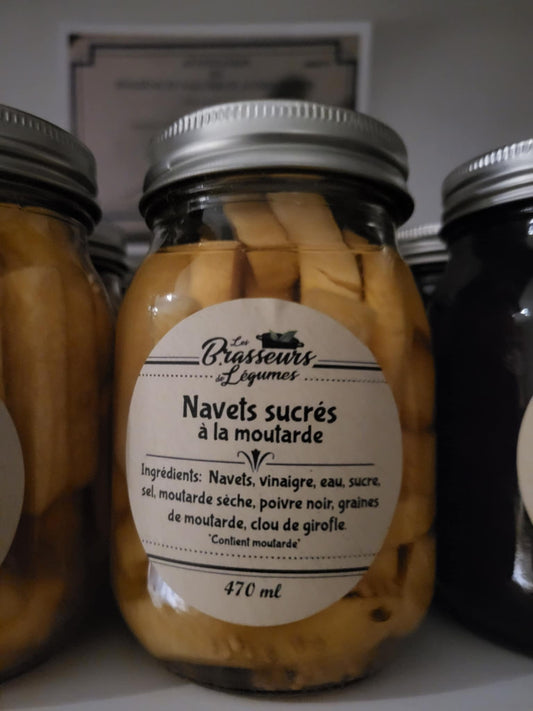 Les
Brasseurs
de Légumes
Navets sucrés
à la moutarde
Ingrédients: Navets, vinaigre, eau, sucre,
sel, moutarde sèche, poivre noir, graines
de moutarde, clou de girofle.
"Contient moutarde"
470 ml